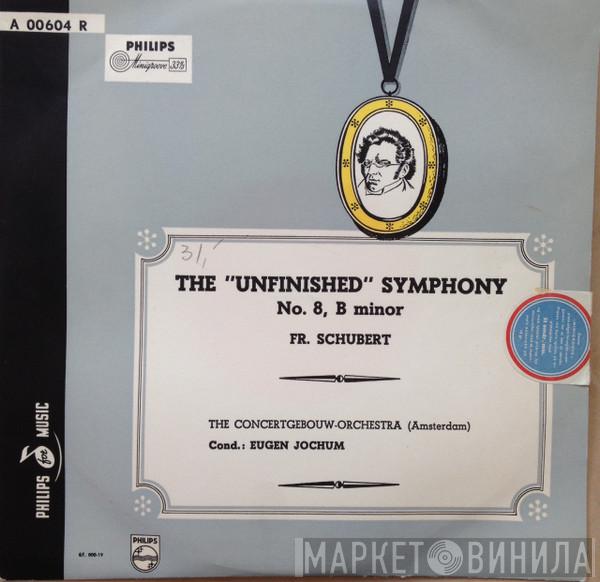 A 00604 R
PHILIPS
Minigroove 33⅓
31,-
THE "UNFINISHED" SYMPHONY
No. 8, B minor
FR. SCHUBERT
THE CONCERTGEBOUW-ORCHESTRA (Amsterdam)
Cond.: EUGEN JOCHUM
PHILIPS for MUSIC
PHILIPS
МАРКЕТ ВИНИЛА